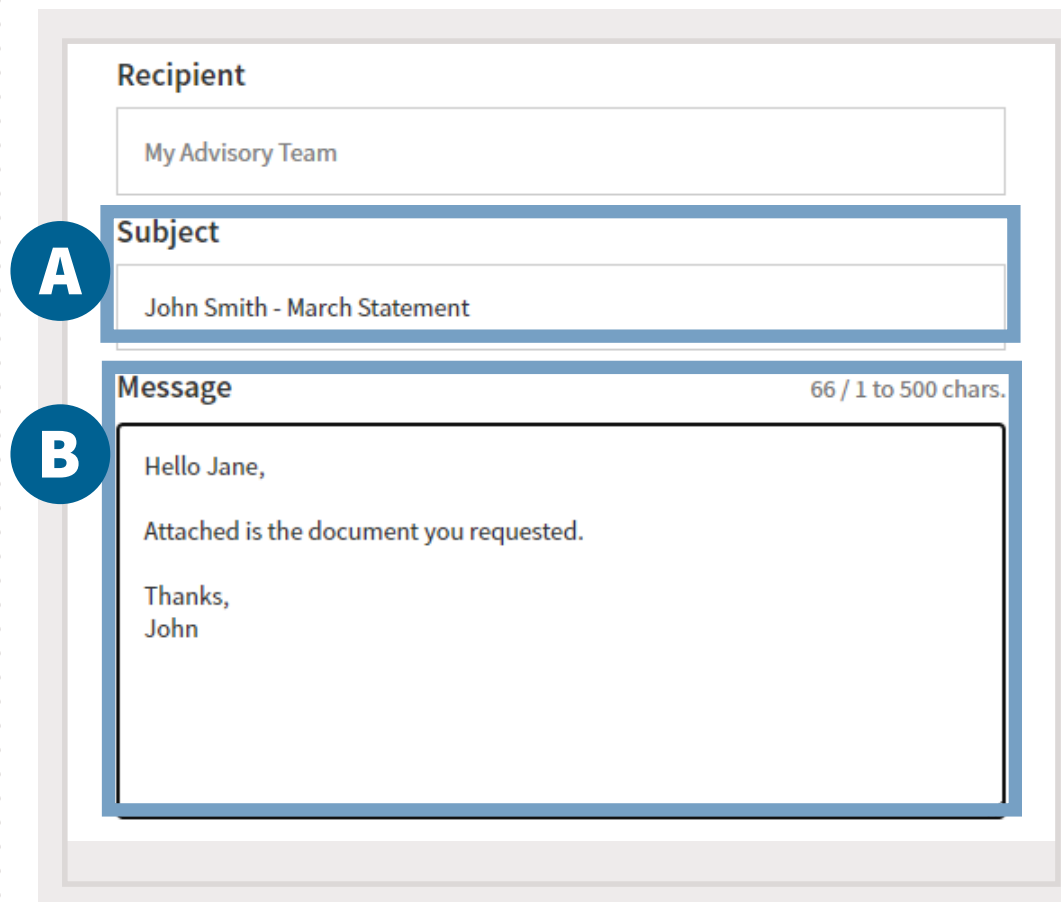 Recipient
My Advisory Team
A
Subject
John Smith - March Statement
B
Message
66 / 1 to 500 chars.
Hello Jane,
Attached is the document you requested.
Thanks,
John